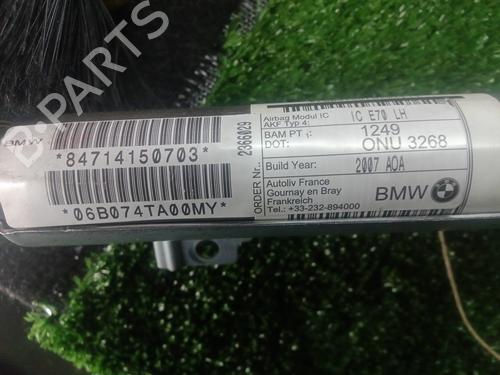 B-PARTS
BMW
*84714150703*
*06B074TA00MY*
2366029
ORDER Nr.
Airbag Modul IC
AKF Typ 4:
IC E70 LH
BAM PT
1249
DOT:
ONU 3268
Build Year:
2007 AOA
Autoliv France
Gournay en Bray
Frankreich
Tel.: +33-232-894000
BMW